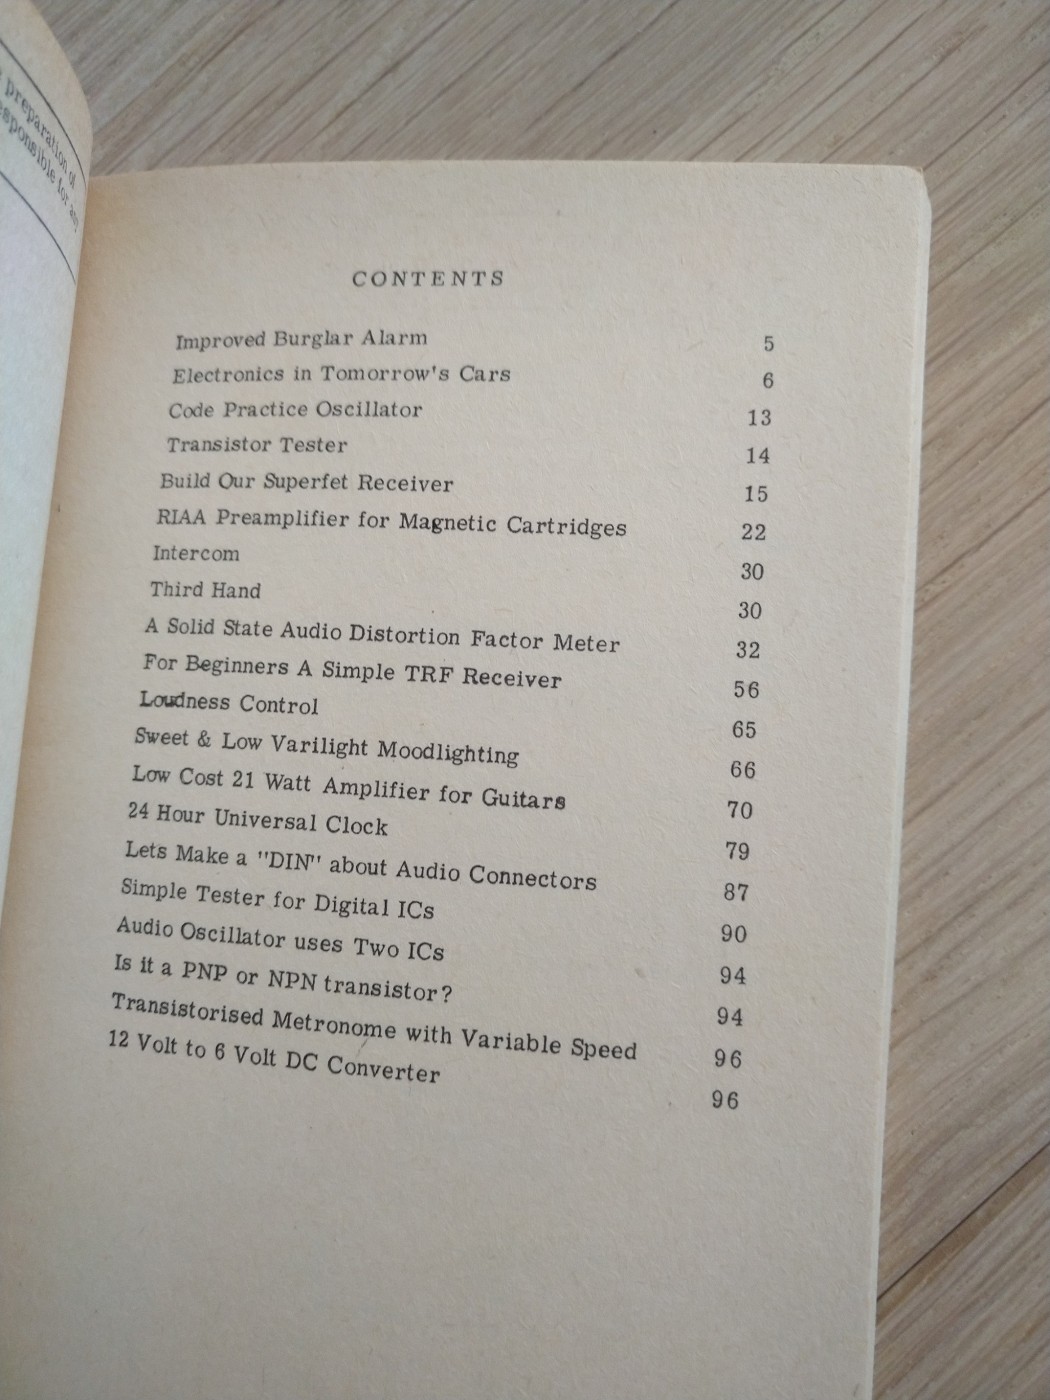 preparation of
responsible for any
CONTENTS
Improved Burglar Alarm 5
Electronics in Tomorrow's Cars 6
Code Practice Oscillator 13
Transistor Tester 14
Build Our Superfet Receiver 15
RIAA Preamplifier for Magnetic Cartridges 22
Intercom 30
Third Hand 30
A Solid State Audio Distortion Factor Meter 32
For Beginners A Simple TRF Receiver 56
Loudness Control 65
Sweet & Low Varilight Moodlighting 66
Low Cost 21 Watt Amplifier for Guitars 70
24 Hour Universal Clock 79
Lets Make a "DIN" about Audio Connectors 87
Simple Tester for Digital ICs 90
Audio Oscillator uses Two ICs 94
Is it a PNP or NPN transistor? 94
Transistorised Metronome with Variable Speed 96
12 Volt to 6 Volt DC Converter 96